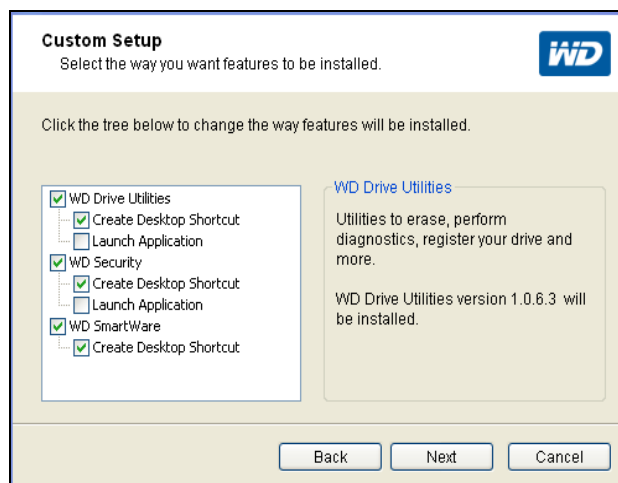 Custom Setup
Select the way you want features to be installed.
WD
Click the tree below to change the way features will be installed.
WD Drive Utilities
Create Desktop Shortcut
Launch Application
WD Security
Create Desktop Shortcut
Launch Application
WD SmartWare
Create Desktop Shortcut
WD Drive Utilities
Utilities to erase, perform
diagnostics, register your drive and
more.
WD Drive Utilities version 1.0.6.3 will
be installed.
Back
Next
Cancel